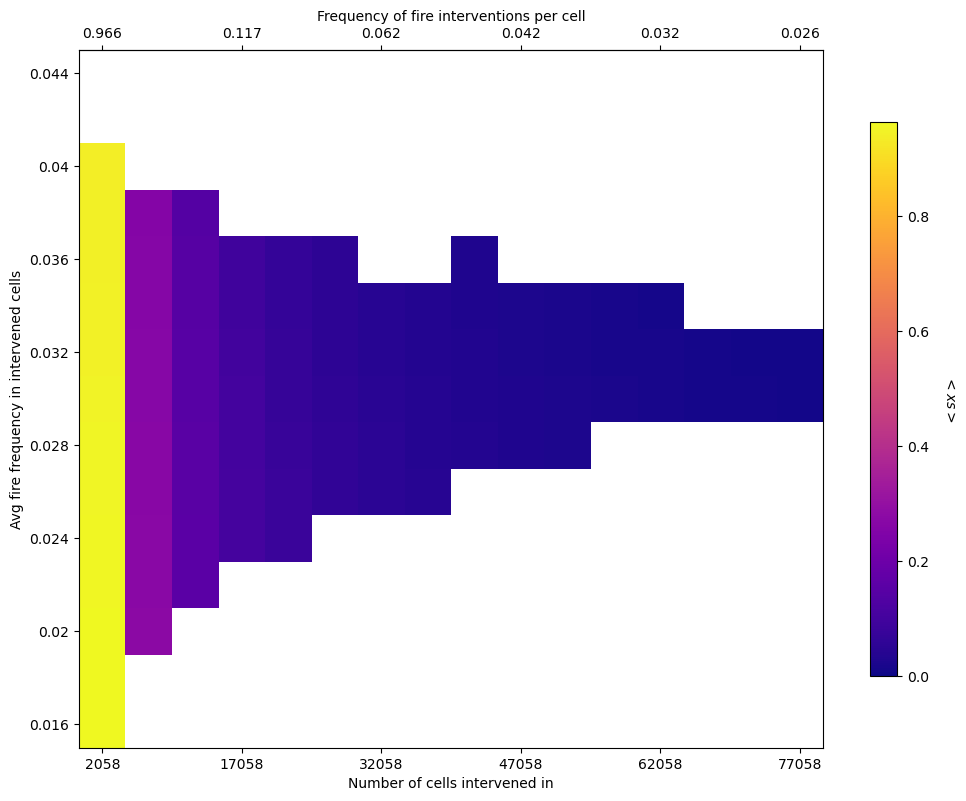 Frequency of fire interventions per cell
0.966 0.117 0.062 0.042 0.032 0.026
0.044
0.04
0.036
0.032
0.028
0.024
0.02
0.016
Avg fire frequency in intervened cells
2058 17058 32058 47058 62058 77058
Number of cells intervened in
0.8
0.6
0.4
0.2
0.0
< xs >